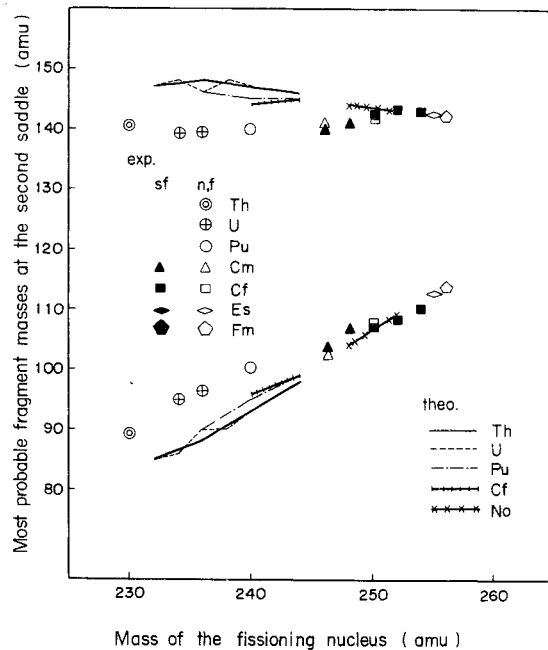 Most probable fragment masses at the second saddle (amu)
150
140
130
120
110
100
90
80
exp.
sf n,f
Th
U
Pu
Cm
Cf
Es
Fm
theo.
Th
U
Pu
Cf
No
230 240 250 260
Mass of the fissioning nucleus (amu)